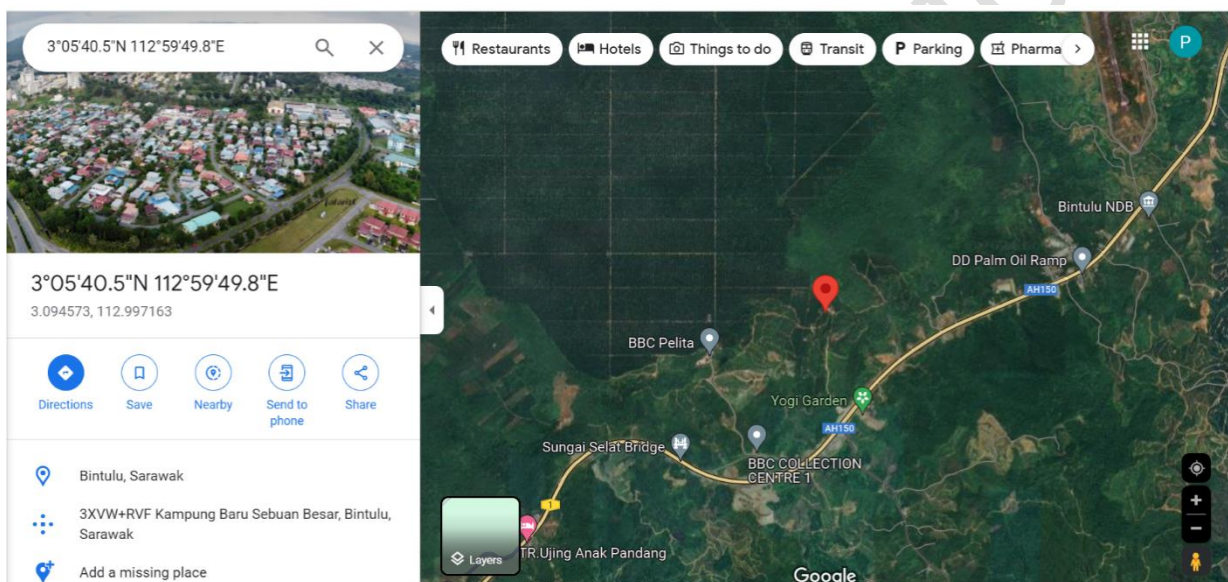 3°05'40.5"N 112°59'49.8"E
Restaurants
Hotels
Things to do
Transit
P Parking
Pharma
P
3°05'40.5"N 112°59'49.8"E
3.094573, 112.997163
Directions
Save
Nearby
Send to
phone
Share
Bintulu, Sarawak
3XVW+RVF Kampung Baru Sebuan Besar, Bintulu,
Sarawak
Add a missing place
Bintulu NDB
DD Palm Oil Ramp
AH150
BBC Pelita
Yogi Garden
AH150
Sungai Selat Bridge
BBC COLLECTION
CENTRE 1
1
TR.Ujing Anak Pandang
Layers
Google